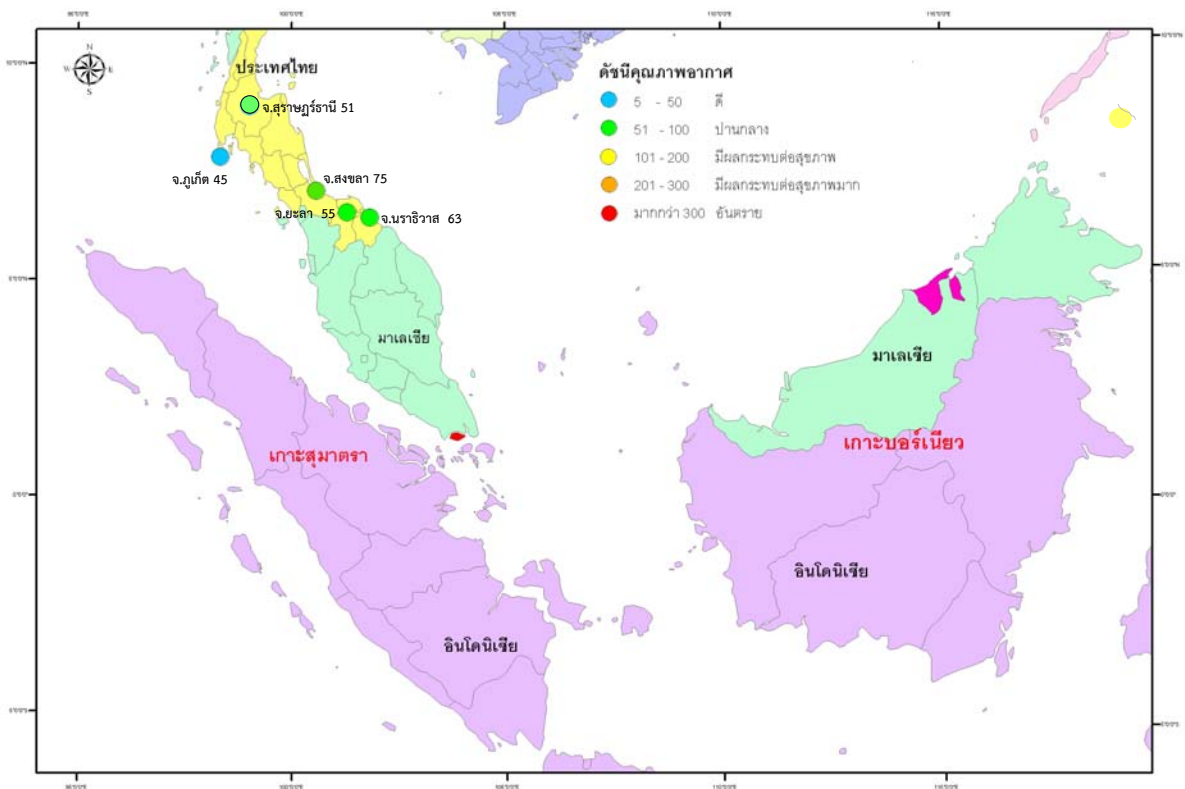 N
W E
S
ประเทศไทย
จ.สุราษฏร์ธานี 51
จ.ภูเก็ต 45
จ.สงขลา 75
จ.ยะลา 55
จ.นราธิวาส 63
ดัชนีคุณภาพอากาศ
5 - 50 ดี
51 - 100 ปานกลาง
101 - 200 มีผลกระทบต่อสุขภาพ
201 - 300 มีผลกระทบต่อสุขภาพมาก
มากกว่า 300 อันตราย
มาเลเซีย
มาเลเซีย
เกาะสุมาตรา
เกาะบอร์เนียว
อินโดนิเซีย
อินโดนิเซีย